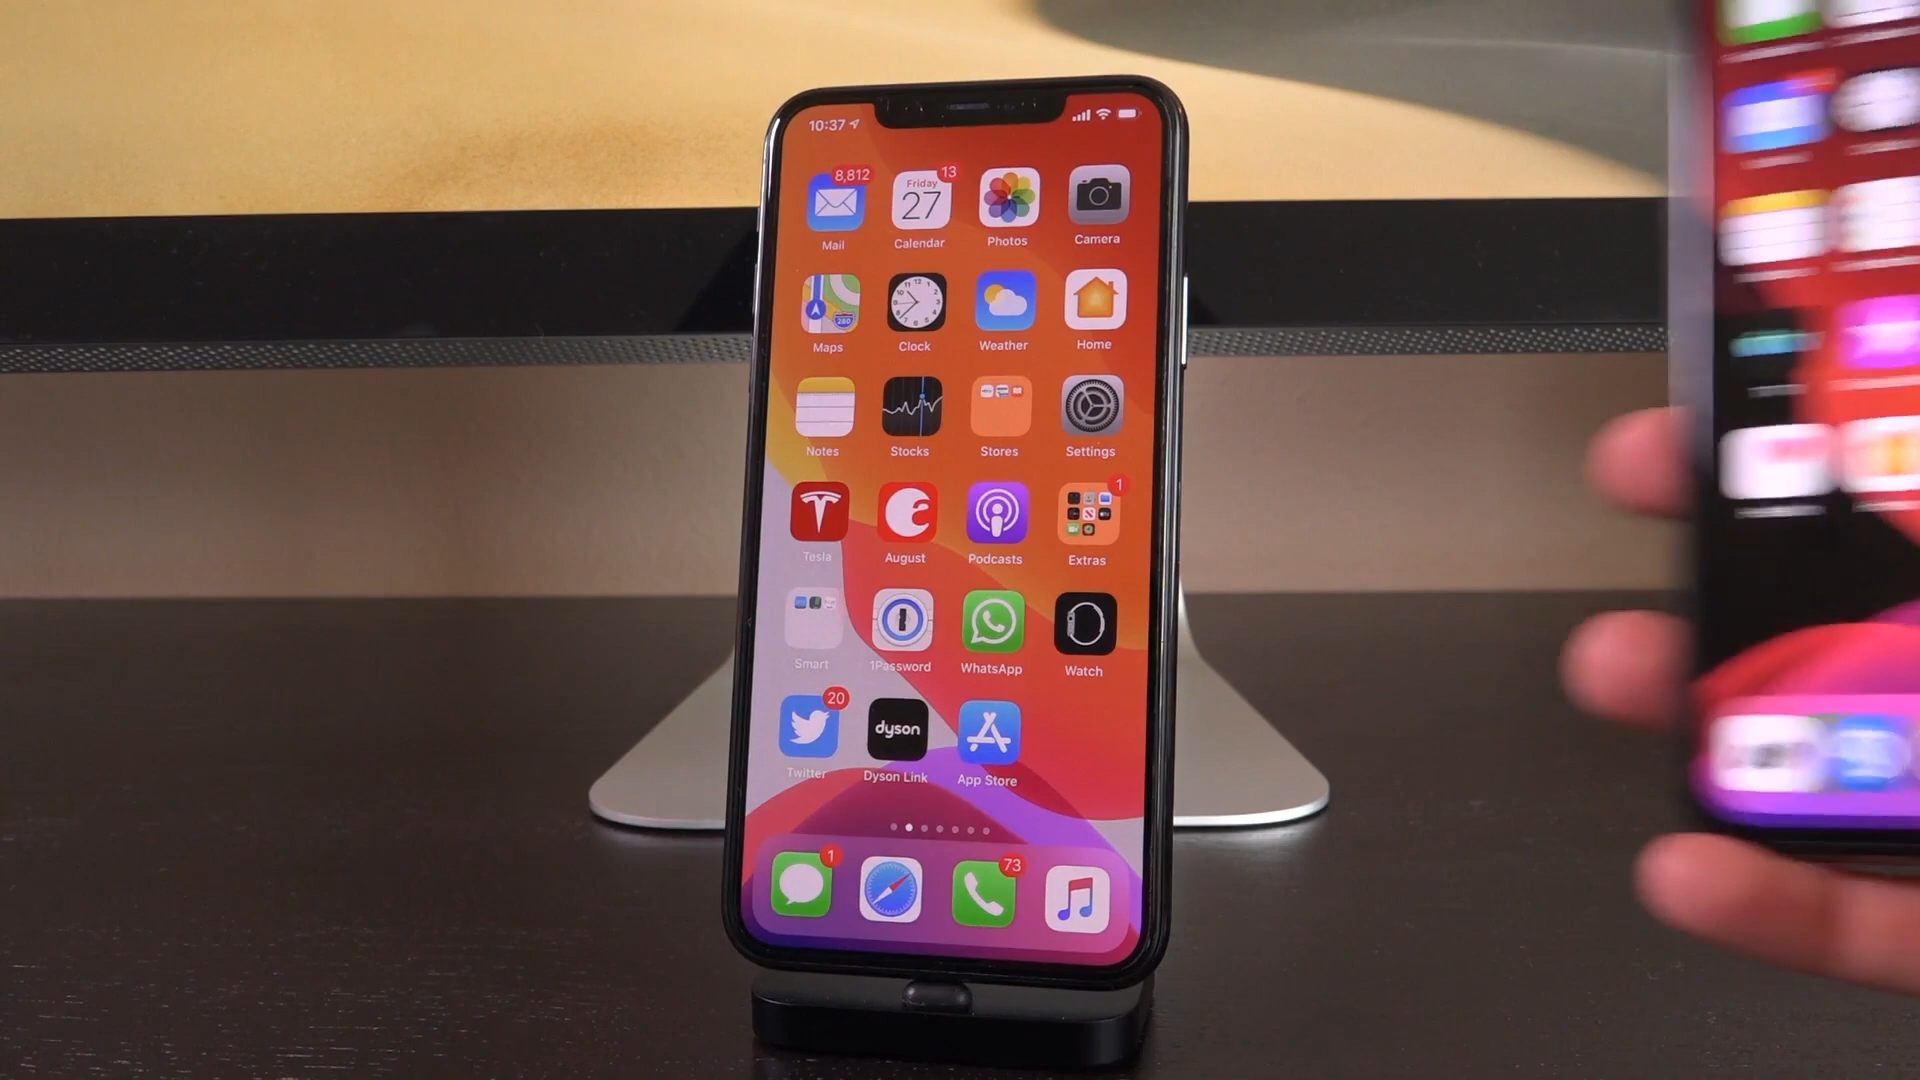 10:37
8,812
13
Friday
27
Mail
Calendar
Photos
Camera
280
Maps
Clock
Weather
Home
Notes
Stocks
Stores
Settings
1
Tesla
August
Podcasts
Extras
Smart
1Password
WhatsApp
Watch
20
dyson
Twitter
Dyson Link
App Store
1
73